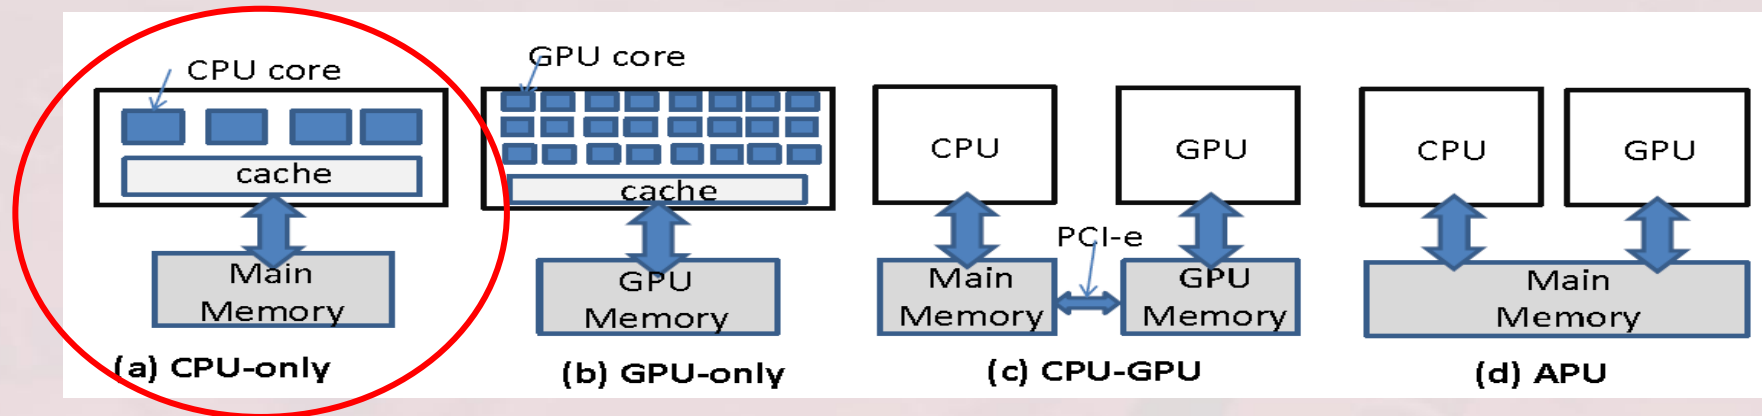 CPU core
cache
Main
Memory
(a) CPU-only
GPU core
cache
GPU
Memory
(b) GPU-only
CPU
GPU
PCI-e
Main
Memory
GPU
Memory
(c) CPU-GPU
CPU
GPU
Main
Memory
(d) APU